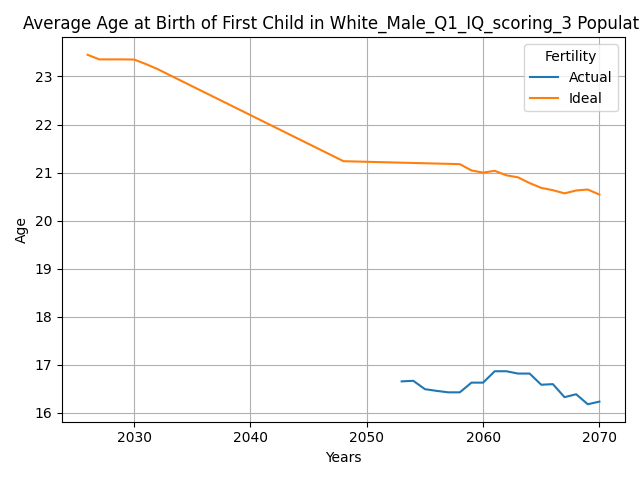 Average Age at Birth of First Child in White_Male_Q1_IQ_scoring_3 Populat
Fertility
Actual
Ideal
Age
23
22
21
20
19
18
17
16
2030 2040 2050 2060 2070
Years